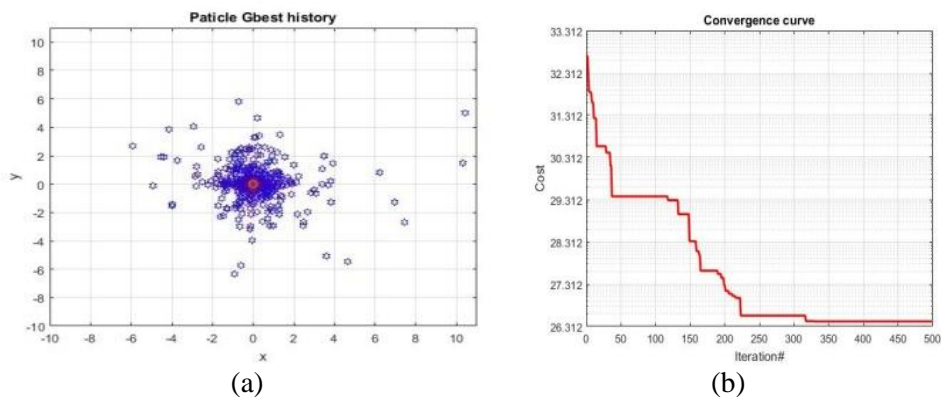 Paticle Gbest history
10
8
6
4
2
0
-2
-4
-6
-8
-10
y
-10 -8 -6 -4 -2 0 2 4 6 8 10
x
(a)
Convergence curve
33.312
32.312
31.312
30.312
29.312
28.312
27.312
26.312
Cost
0 50 100 150 200 250 300 350 400 450 500
Iteration#
(b)